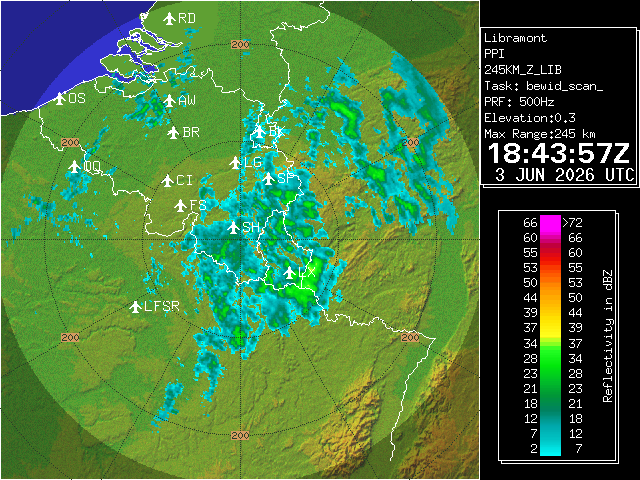 Libramont
PPI
245KM_Z_LIB
Task: bewid_scan_
PRF: 500Hz
Elevation:0.3
Max Range:245 km
18:43:57Z
3 JUN 2026 UTC
RD
200
OS
AW
BR
200
200
QQ
LG
CI
SP
FS
SH
LX
LFSR
200
200
200
66 >72
60 66
55 60
53 55
50 53
44 50
39 44
37 39
34 37
28 34
23 28
21 23
18 21
12 18
7 12
2 7
Reflectivity in dBZ